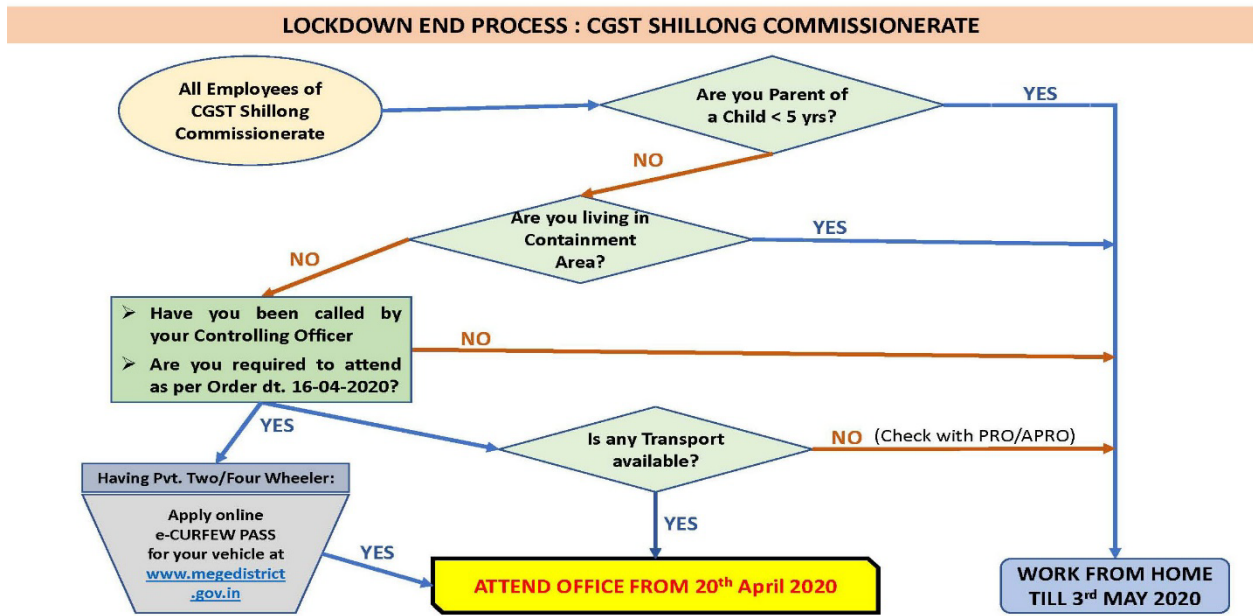 LOCKDOWN END PROCESS : CGST SHILLONG COMMISSIONERATE
All Employees of
CGST Shillong
Commissionerate
Are you Parent of
a Child < 5 yrs?
YES
NO
Are you living in
Containment
Area?
YES
NO
➢ Have you been called by
your Controlling Officer
➢ Are you required to attend
as per Order dt. 16-04-2020?
NO
YES
Is any Transport
available?
NO (Check with PRO/APRO)
Having Pvt. Two/Four Wheeler:
Apply online
e-CURFEW PASS
for your vehicle at
www.megedistrict
.gov.in
YES
YES
ATTEND OFFICE FROM 20th April 2020
WORK FROM HOME
TILL 3rd MAY 2020